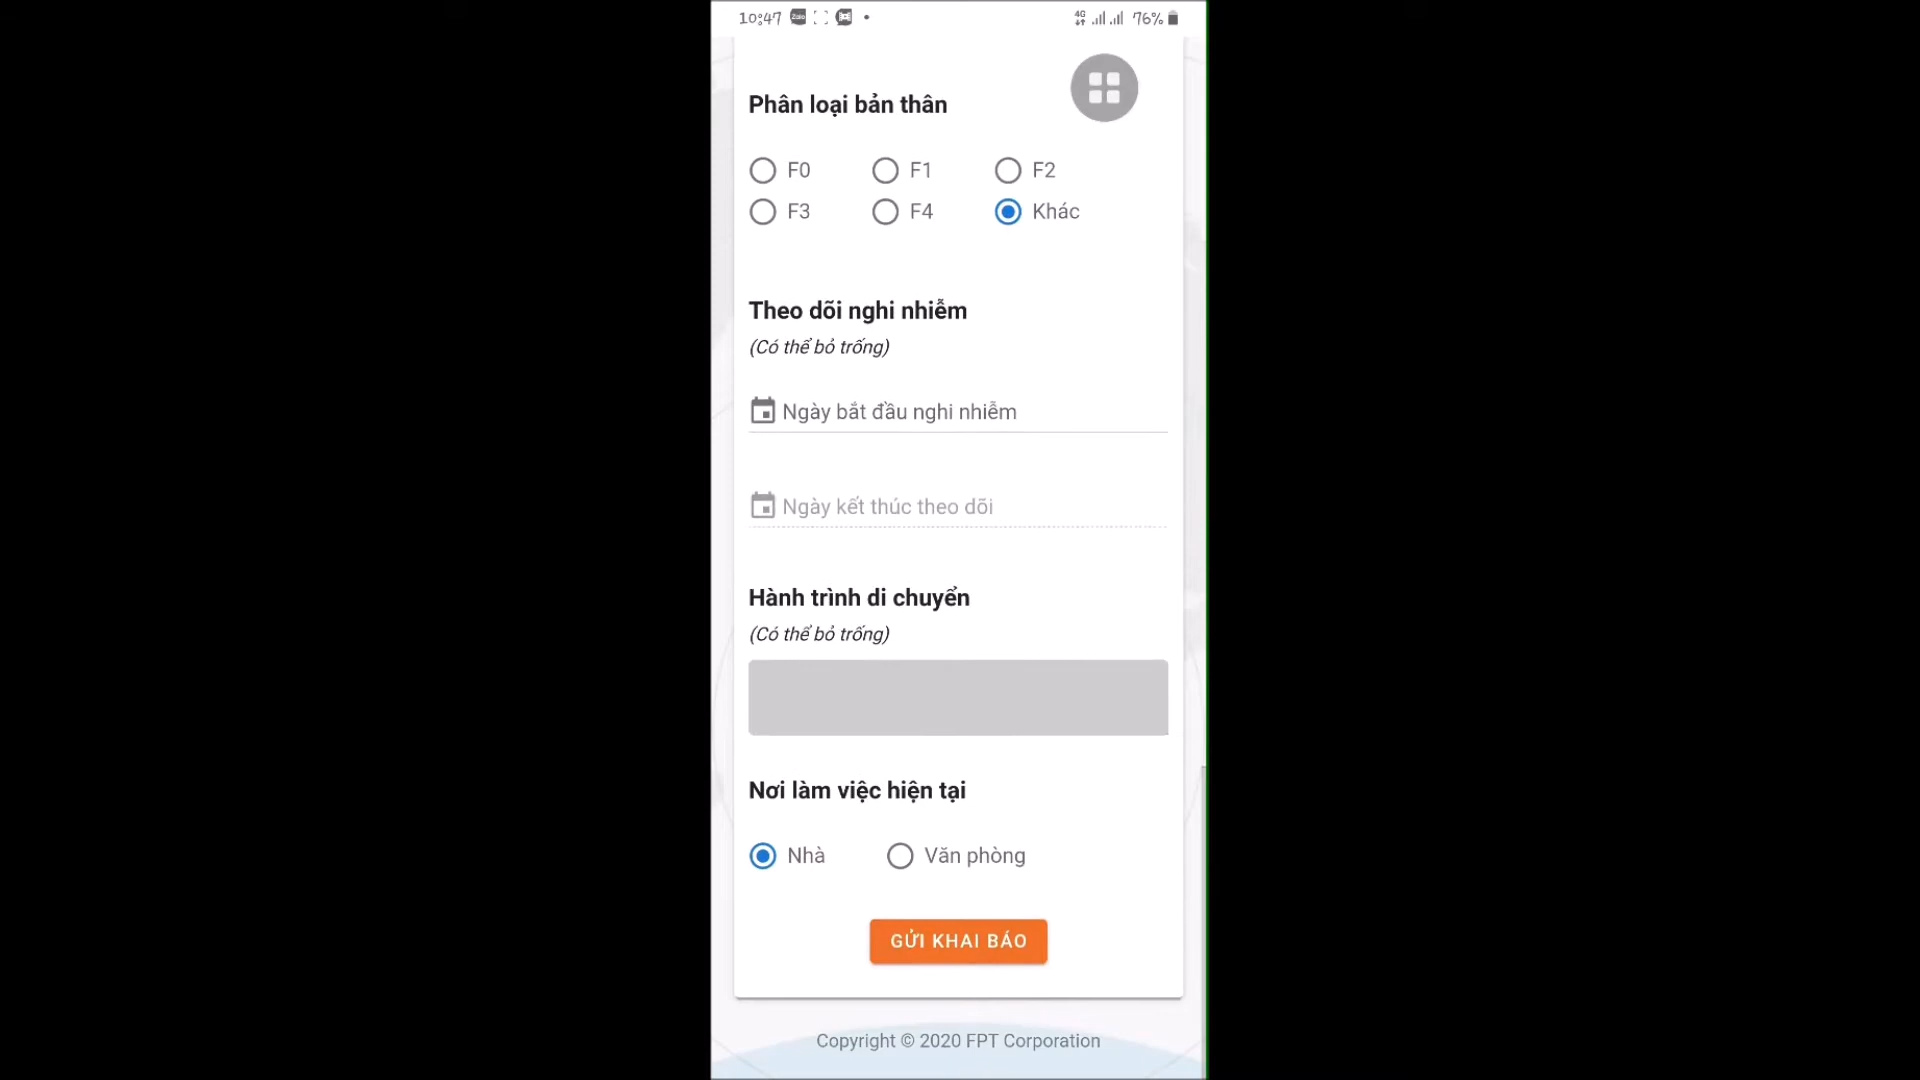 10:47 Zalo 4G 76%
Phân loại bản thân
F0 F1 F2
F3 F4 Khác
Theo dõi nghi nhiễm
(Có thể bỏ trống)
Ngày bắt đầu nghi nhiễm
Ngày kết thúc theo dõi
Hành trình di chuyển
(Có thể bỏ trống)
Nơi làm việc hiện tại
Nhà Văn phòng
GỬI KHAI BÁO
Copyright © 2020 FPT Corporation